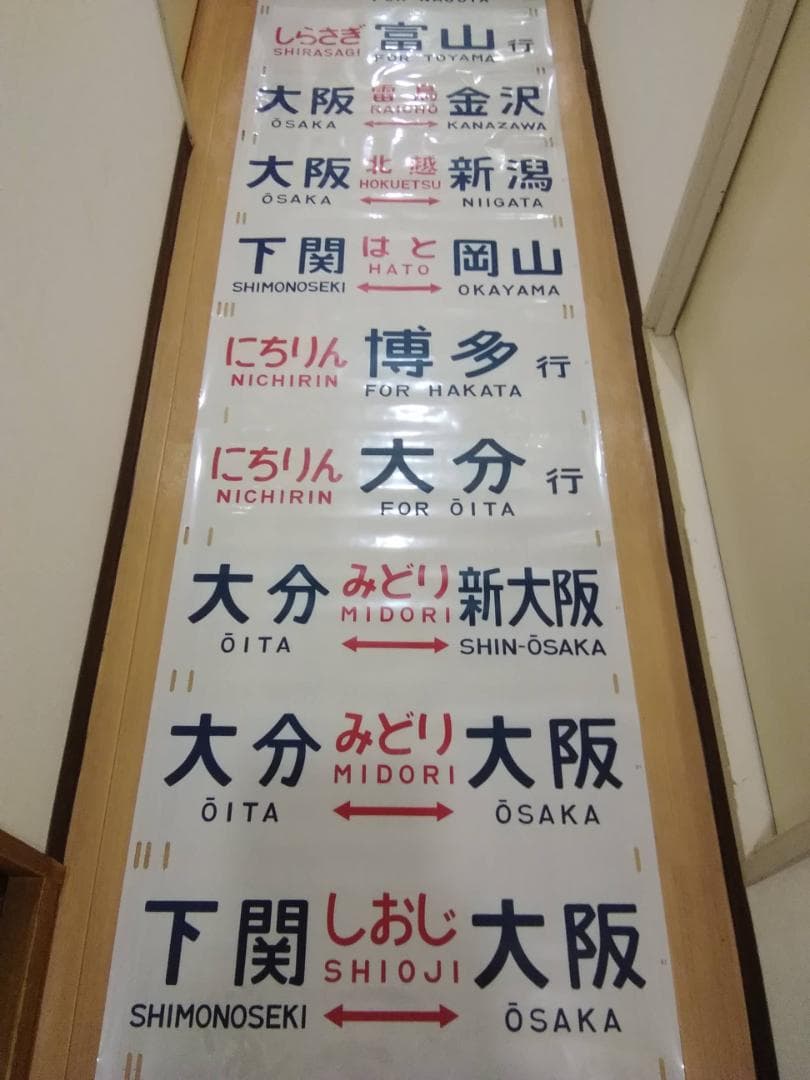 FOR NAGOYA
しらさぎ 富山 行
SHIRASAGI FOR TOYAMA
大阪 雷鳥 金沢
ŌSAKA RAICHO KANAZAWA
大阪 北越 新潟
ŌSAKA HOKUETSU NIIGATA
下関 はと 岡山
SHIMONOSEKI HATO OKAYAMA
にちりん 博多 行
NICHIRIN FOR HAKATA
にちりん 大分 行
NICHIRIN FOR ŌITA
大分 みどり 新大阪
ŌITA MIDORI SHIN-ŌSAKA
大分 みどり 大阪
ŌITA MIDORI ŌSAKA
下関 しおじ 大阪
SHIMONOSEKI SHIOJI ŌSAKA